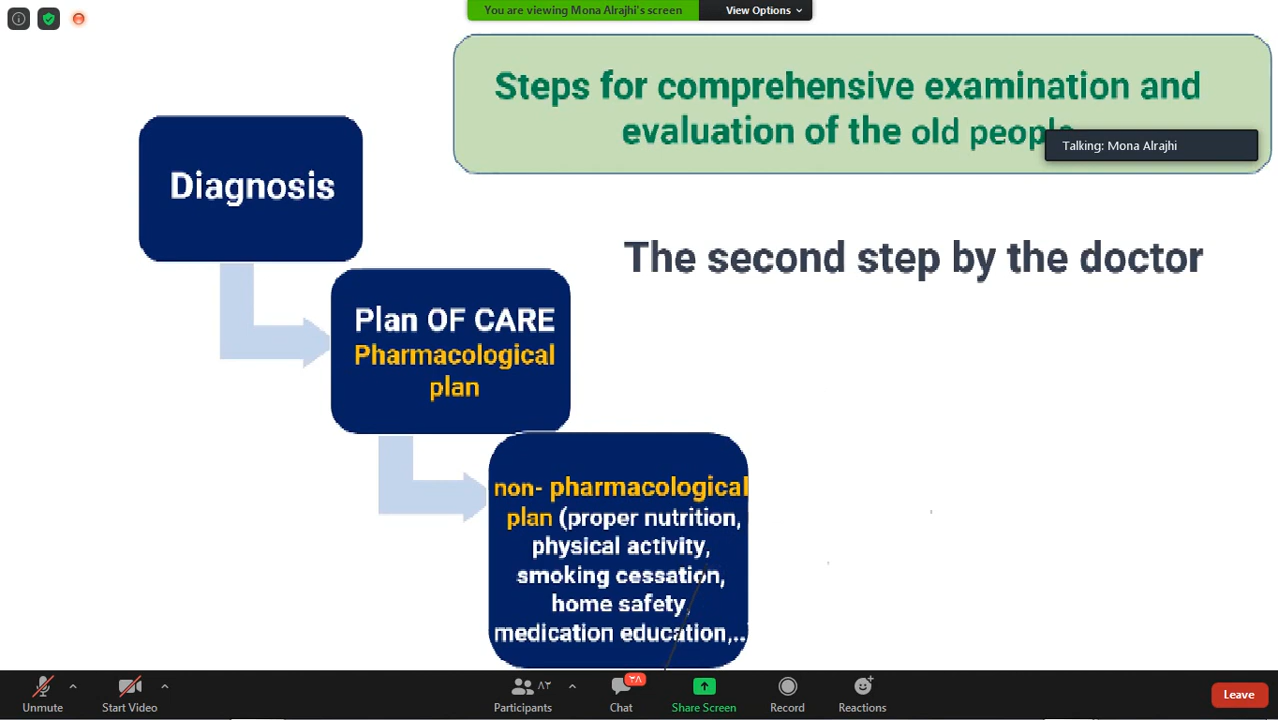 You are viewing Mona Alrajhi's screen
View Options
Steps for comprehensive examination and
evaluation of the old people
Talking: Mona Alrajhi
Diagnosis
The second step by the doctor
Plan OF CARE
Pharmacological
plan
non- pharmacological
plan (proper nutrition,
physical activity,
smoking cessation,
home safety,
medication education,..
Unmute
Start Video
Participants
٨٢
Chat
٣٨
Share Screen
Record
Reactions
Leave